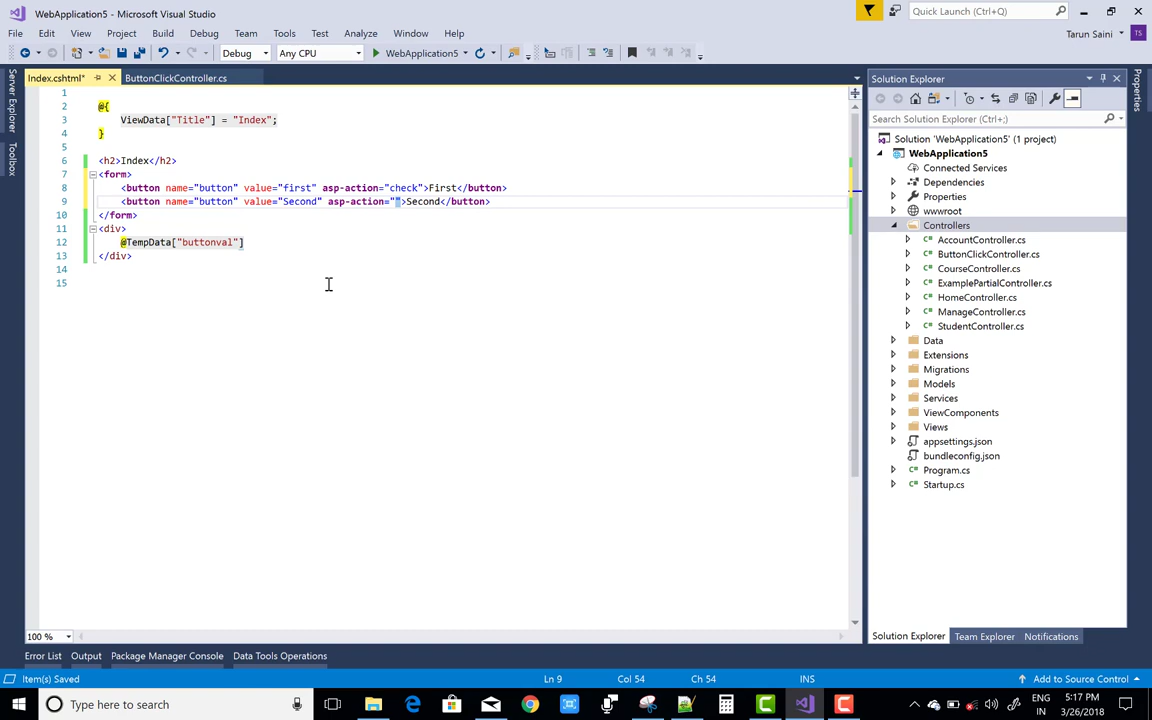 WebApplication5 - Microsoft Visual Studio
Quick Launch (Ctrl+Q)
File Edit View Project Build Debug Team Tools Test Analyze Window Help
Tarun Saini
TS
Debug
Any CPU
WebApplication5
Server Explorer
Toolbox
Index.cshtml*
ButtonClickController.cs
1
2 @{
3 ViewData["Title"] = "Index";
4 }
5
6 <h2>Index</h2>
7 <form>
8 <button name="button" value="first" asp-action="check">First</button>
9 <button name="button" value="Second" asp-action="">Second</button>
10 </form>
11 <div>
12 @TempData["buttonval"]
13 </div>
14
15
100 %
Solution Explorer
Search Solution Explorer (Ctrl+;)
Solution 'WebApplication5' (1 project)
WebApplication5
Connected Services
Dependencies
Properties
wwwroot
Controllers
AccountController.cs
ButtonClickController.cs
CourseController.cs
ExamplePartialController.cs
HomeController.cs
ManageController.cs
StudentController.cs
Data
Extensions
Migrations
Models
Services
ViewComponents
Views
appsettings.json
bundleconfig.json
Program.cs
Startup.cs
Solution Explorer Team Explorer Notifications
Properties
Error List Output Package Manager Console Data Tools Operations
Item(s) Saved
Ln 9
Col 54
Ch 54
INS
Add to Source Control
Type here to search
ENG
IN
5:17 PM
3/26/2018